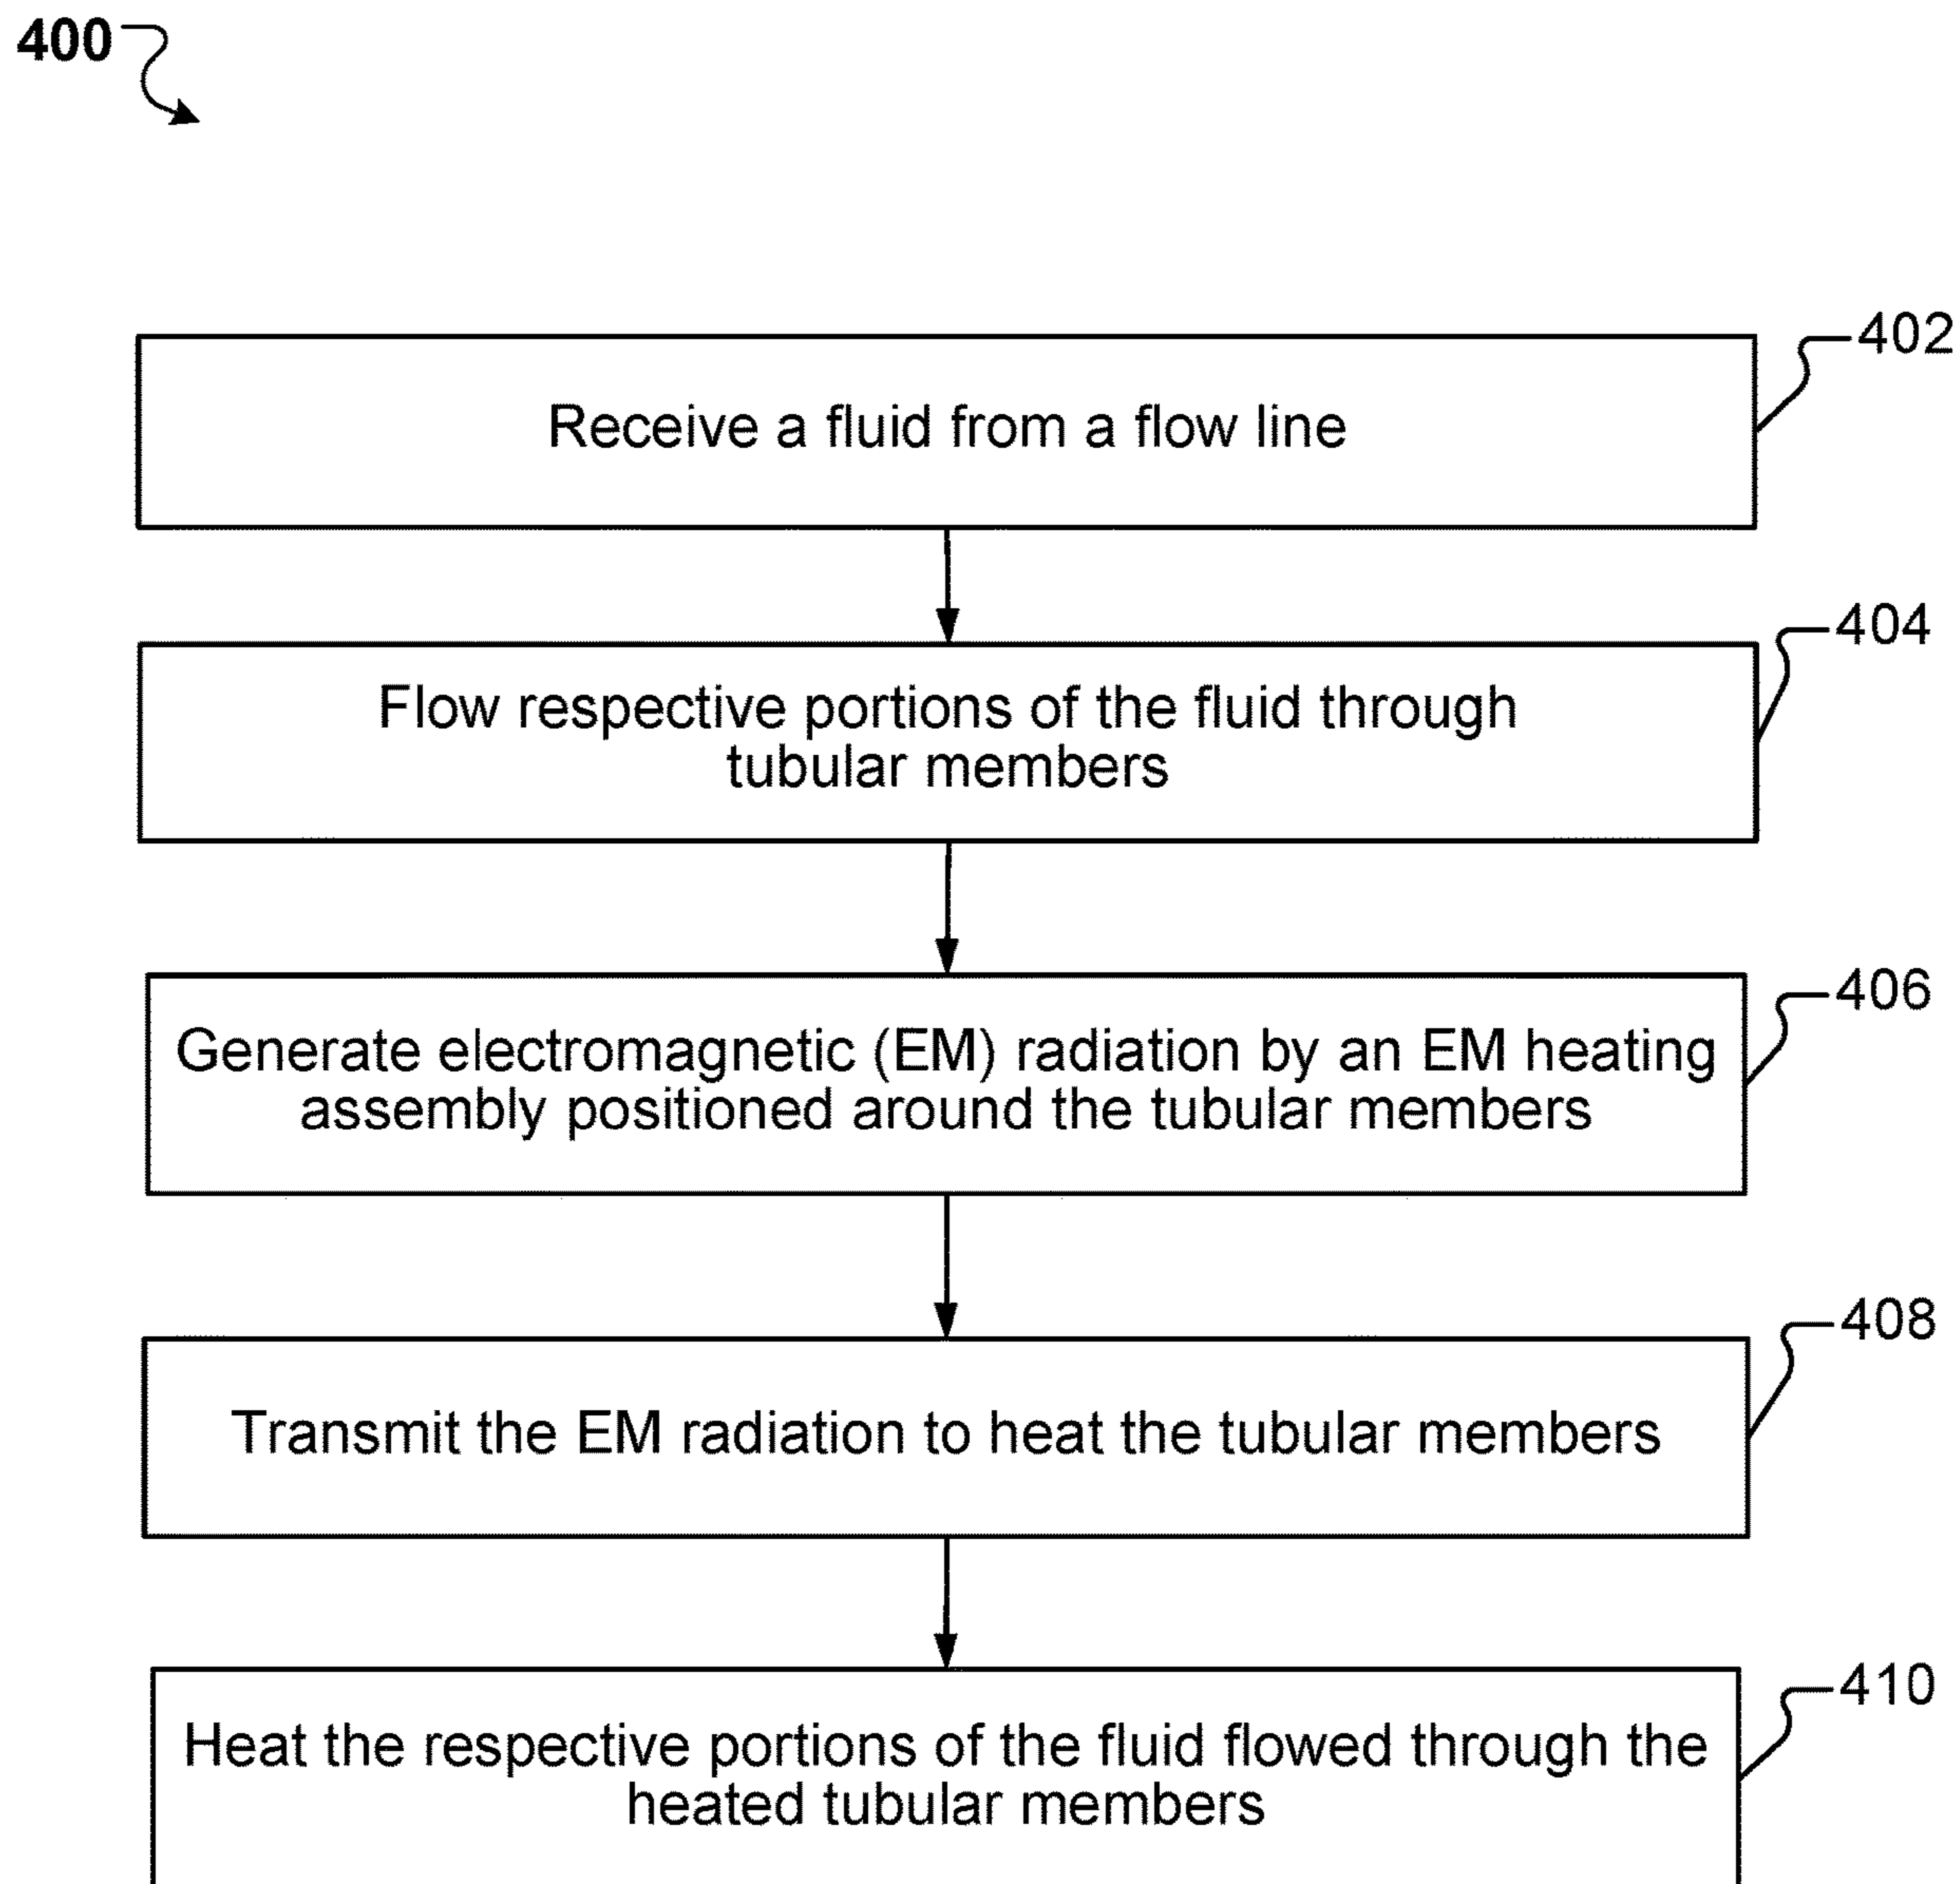 400
402
Receive a fluid from a flow line
404
Flow respective portions of the fluid through
tubular members
406
Generate electromagnetic (EM) radiation by an EM heating
assembly positioned around the tubular members
408
Transmit the EM radiation to heat the tubular members
410
Heat the respective portions of the fluid flowed through the
heated tubular members